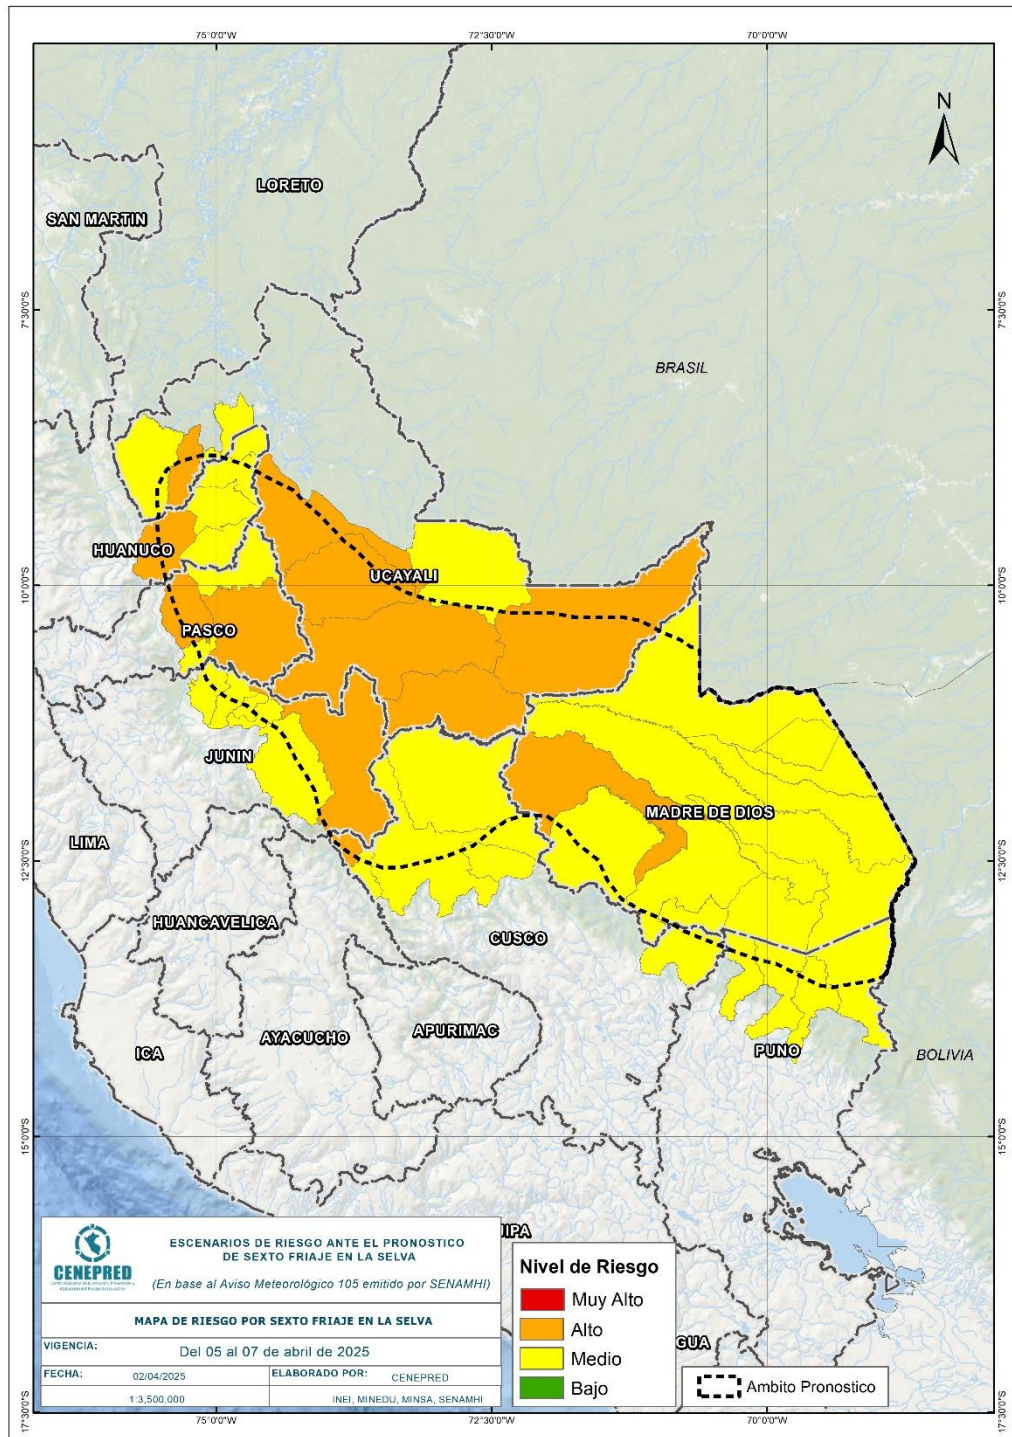 75°0'0"W
72°30'0"W
70°0'0"W
N
LORETO
SAN MARTIN
7°30'0"S
7°30'0"S
BRASIL
HUANUCO
UCAYALI
10°0'0"S
10°0'0"S
PASCO
JUNIN
MADRE DE DIOS
LIMA
12°30'0"S
12°30'0"S
HUANCAVELICA
CUSCO
APURIMAC
AYACUCHO
ICA
PUNO
BOLIVIA
15°0'0"S
15°0'0"S
UIPA
GUA
CENEPRED
ESCENARIOS DE RIESGO ANTE EL PRONOSTICO
DE SEXTO FRIAJE EN LA SELVA
(En base al Aviso Meteorológico 105 emitido por SENAMHI)
MAPA DE RIESGO POR SEXTO FRIAJE EN LA SELVA
VIGENCIA: Del 05 al 07 de abril de 2025
FECHA: 02/04/2025 ELABORADO POR: CENEPRED
1:3,500,000 INEI, MINEDU, MINSA, SENAMHI
Nivel de Riesgo
Muy Alto
Alto
Medio
Bajo
Ambito Pronostico
17°30'0"S
17°30'0"S
75°0'0"W
72°30'0"W
70°0'0"W